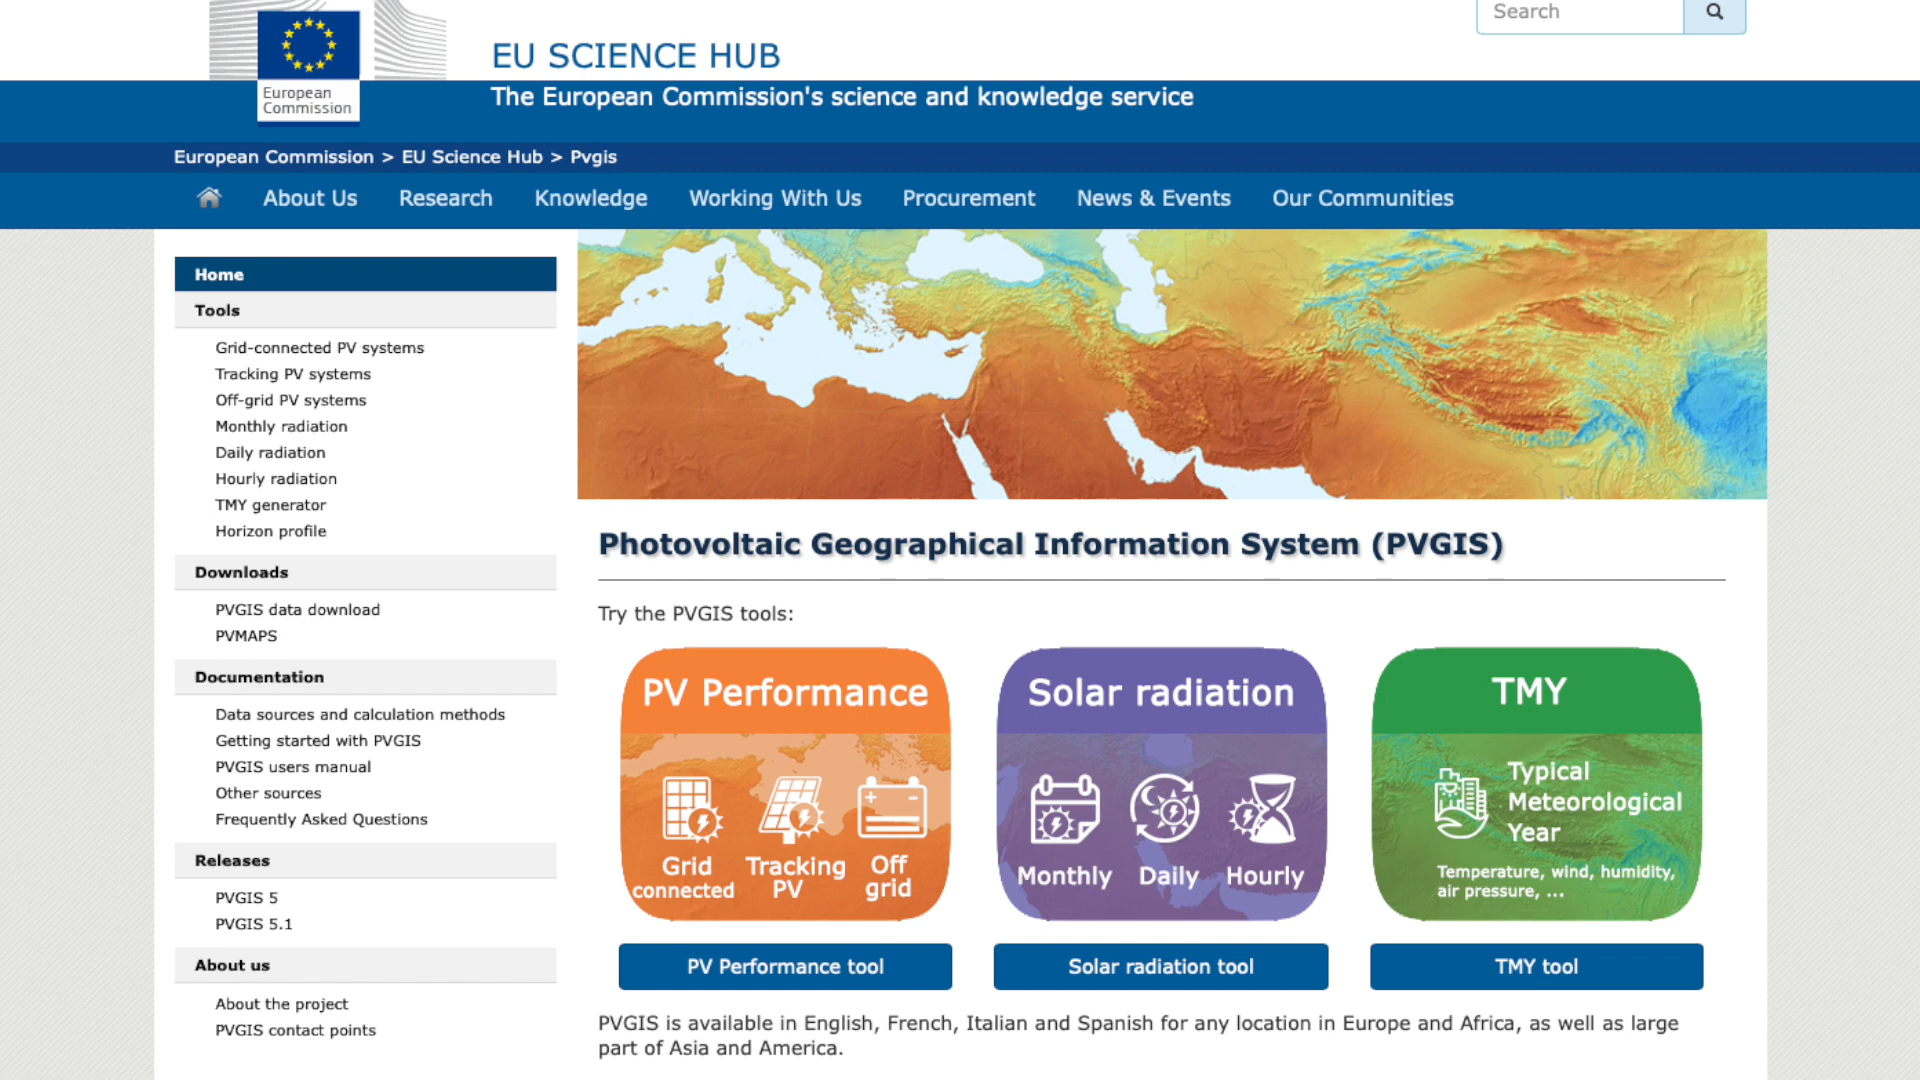 Search
European
Commission
EU SCIENCE HUB
The European Commission's science and knowledge service
European Commission > EU Science Hub > Pvgis
About Us Research Knowledge Working With Us Procurement News & Events Our Communities
Home
Tools
Grid-connected PV systems
Tracking PV systems
Off-grid PV systems
Monthly radiation
Daily radiation
Hourly radiation
TMY generator
Horizon profile
Downloads
PVGIS data download
PVMAPS
Documentation
Data sources and calculation methods
Getting started with PVGIS
PVGIS users manual
Other sources
Frequently Asked Questions
Releases
PVGIS 5
PVGIS 5.1
About us
About the project
PVGIS contact points
Photovoltaic Geographical Information System (PVGIS)
Try the PVGIS tools:
PV Performance
Grid
connected
Tracking
PV
Off
grid
PV Performance tool
Solar radiation
Monthly Daily Hourly
Solar radiation tool
TMY
Typical
Meteorological
Year
Temperature, wind, humidity,
air pressure, ...
TMY tool
PVGIS is available in English, French, Italian and Spanish for any location in Europe and Africa, as well as large
part of Asia and America.